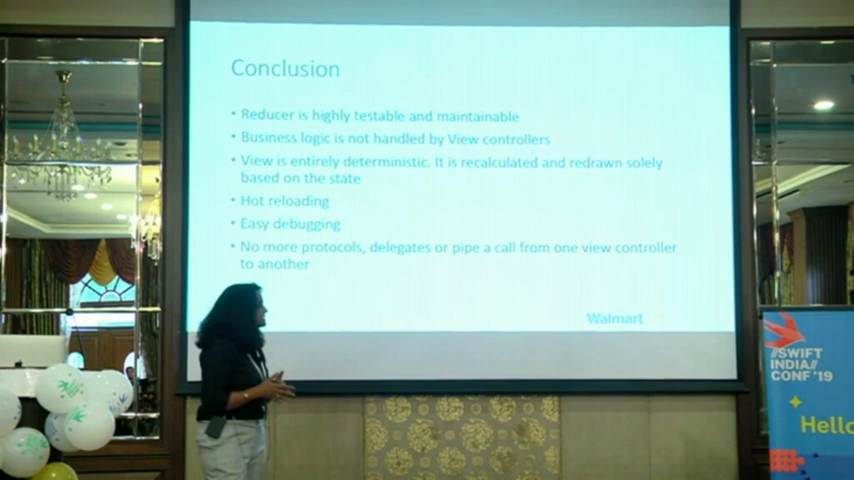 Conclusion
• Reducer is highly testable and maintainable
• Business logic is not handled by View controllers
• View is entirely deterministic. It is recalculated and redrawn solely
based on the state
• Hot reloading
• Easy debugging
• No more protocols, delegates or pipe a call from one view controller
to another
Walmart
//SWIFT
INDIA//
CONF '19
Hello